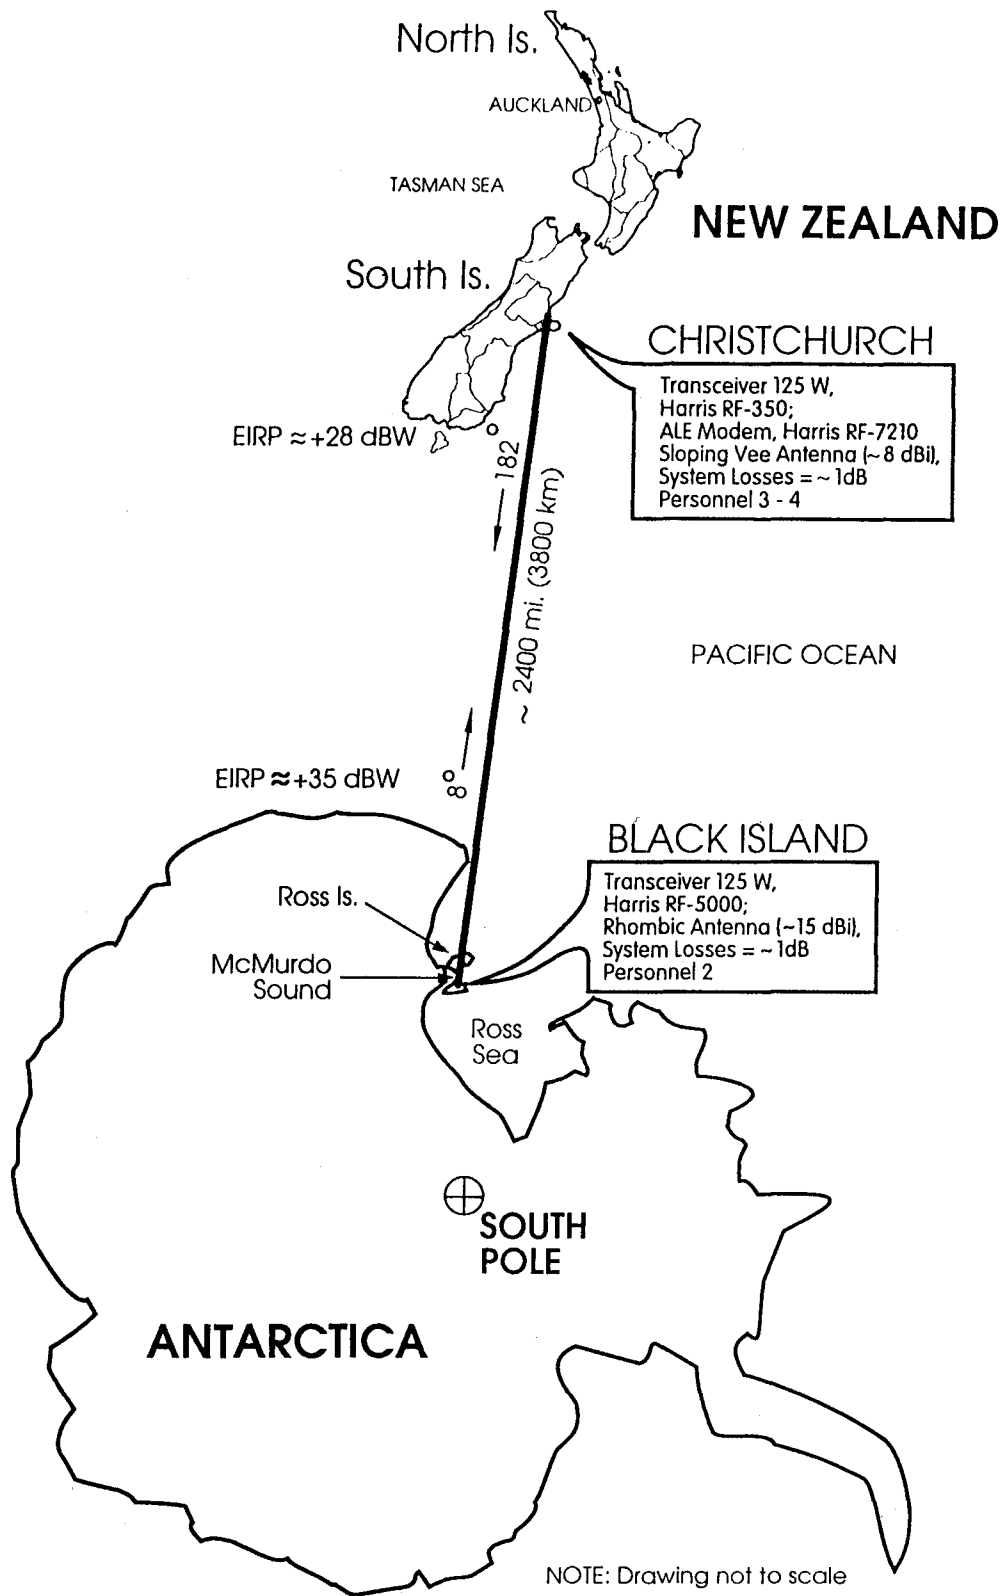 North Is.
AUCKLAND
TASMAN SEA
NEW ZEALAND
South Is.
CHRISTCHURCH
Transceiver 125 W,
Harris RF-350;
ALE Modem, Harris RF-7210
Sloping Vee Antenna (~8 dBi),
System Losses = ~ 1dB
Personnel 3 - 4
EIRP ≈ +28 dBW
182°
~ 2400 mi. (3800 km)
PACIFIC OCEAN
EIRP ≈ +35 dBW
8°
BLACK ISLAND
Transceiver 125 W,
Harris RF-5000;
Rhombic Antenna (~15 dBi),
System Losses = ~ 1dB
Personnel 2
Ross Is.
McMurdo
Sound
Ross
Sea
SOUTH
POLE
ANTARCTICA
NOTE: Drawing not to scale